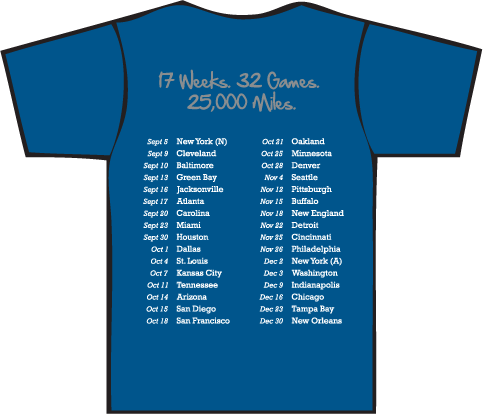 17 Weeks. 32 Games.
25,000 Miles.
Sept 5 New York (N)
Sept 9 Cleveland
Sept 10 Baltimore
Sept 13 Green Bay
Sept 16 Jacksonville
Sept 17 Atlanta
Sept 20 Carolina
Sept 23 Miami
Sept 30 Houston
Oct 1 Dallas
Oct 4 St. Louis
Oct 7 Kansas City
Oct 11 Tennessee
Oct 14 Arizona
Oct 15 San Diego
Oct 18 San Francisco
Oct 21 Oakland
Oct 25 Minnesota
Oct 28 Denver
Nov 4 Seattle
Nov 12 Pittsburgh
Nov 15 Buffalo
Nov 18 New England
Nov 22 Detroit
Nov 25 Cincinnati
Nov 26 Philadelphia
Dec 2 New York (A)
Dec 3 Washington
Dec 9 Indianapolis
Dec 16 Chicago
Dec 23 Tampa Bay
Dec 30 New Orleans